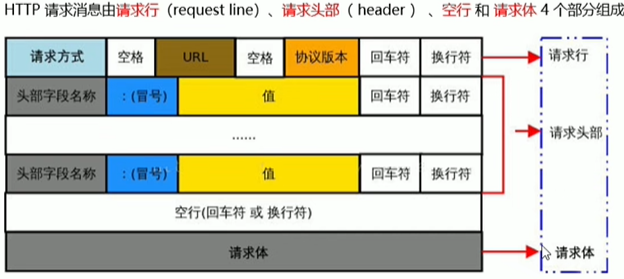 HTTP 请求消息由请求行（request line）、请求头部（ header ） 、空行 和 请求体 4 个部分组成
请求方式 空格 URL 空格 协议版本 回车符 换行符 请求行
头部字段名称 ：(冒号) 值 回车符 换行符
...... 请求头部
头部字段名称 ：(冒号) 值 回车符 换行符
空行(回车符 或 换行符)
请求体 请求体